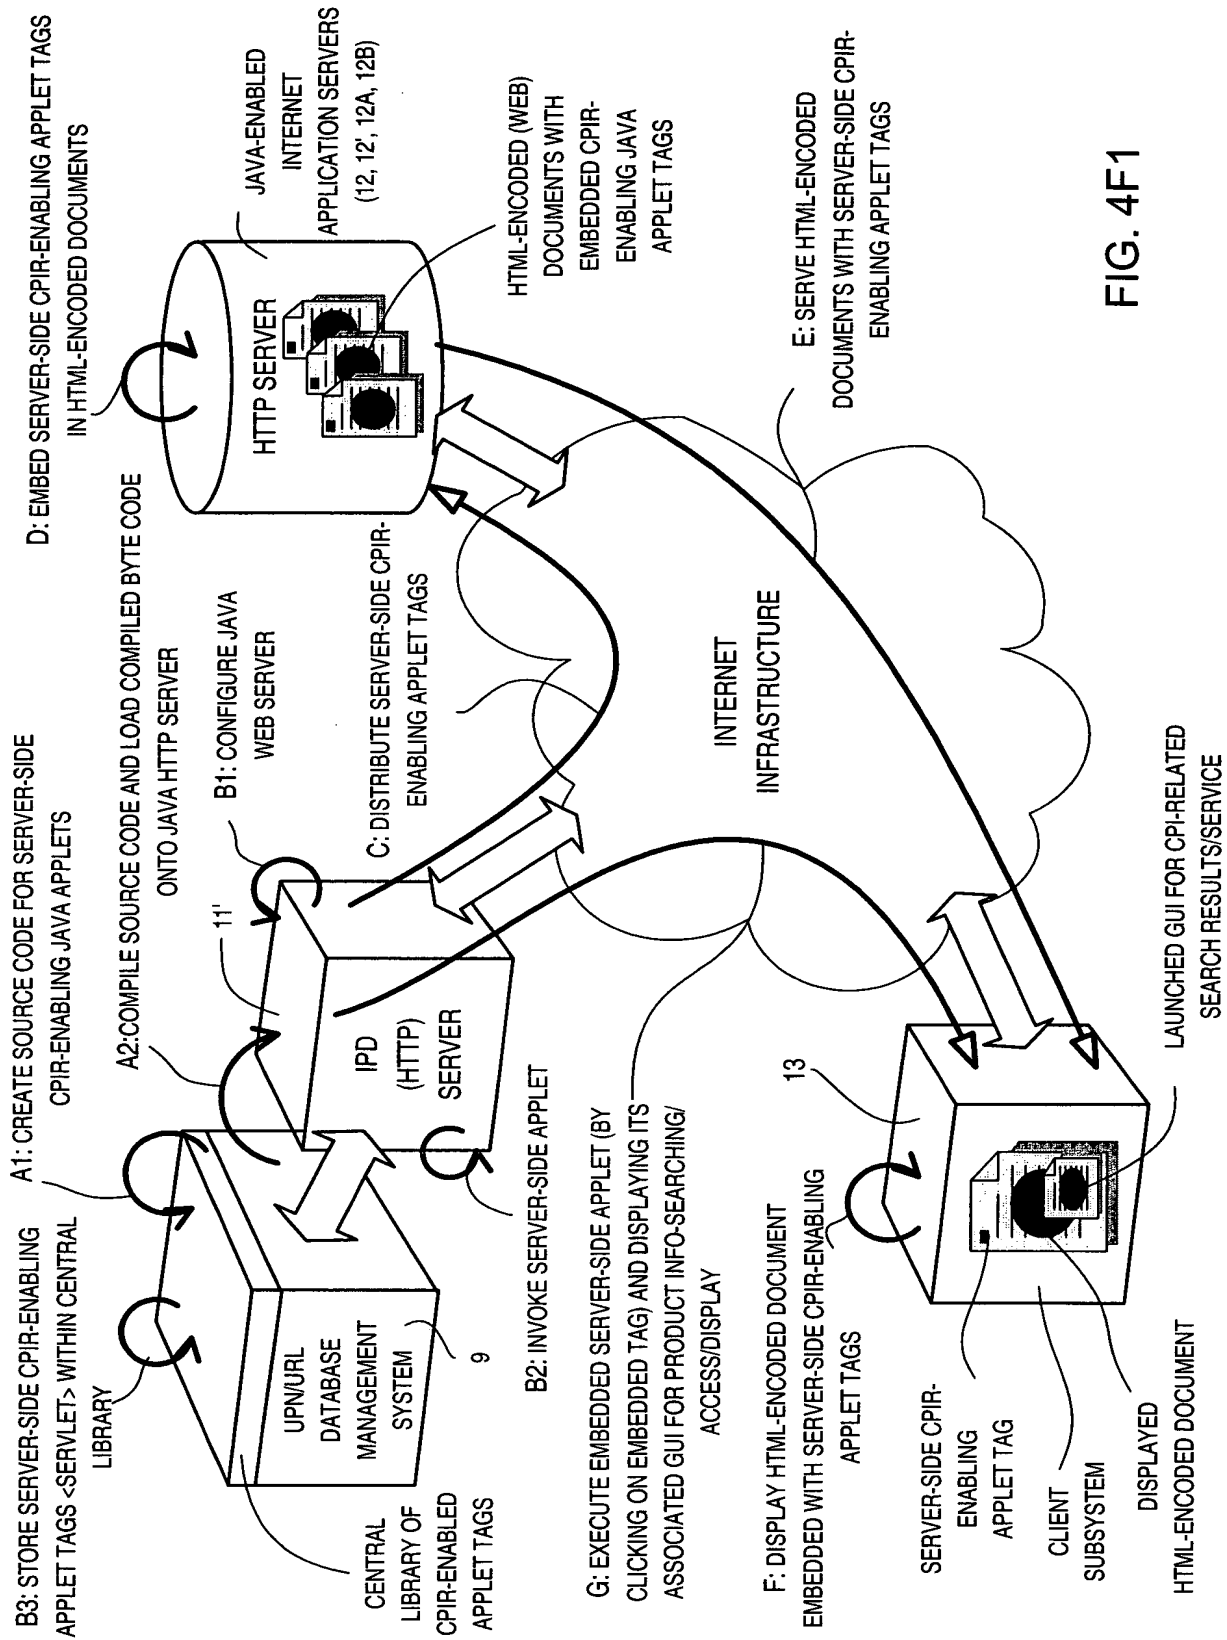 B3: STORE SERVER-SIDE CPIR-ENABLING
APPLET TAGS <SERVLET> WITHIN CENTRAL
LIBRARY
A1: CREATE SOURCE CODE FOR SERVER-SIDE
CPIR-ENABLING JAVA APPLETS
A2:COMPILE SOURCE CODE AND LOAD COMPILED BYTE CODE
ONTO JAVA HTTP SERVER
D: EMBED SERVER-SIDE CPIR-ENABLING APPLET TAGS
IN HTML-ENCODED DOCUMENTS
11'
B1: CONFIGURE JAVA
WEB SERVER
JAVA-ENABLED
INTERNET
APPLICATION SERVERS
(12, 12', 12A, 12B)
HTTP SERVER
UPN/URL
DATABASE
MANAGEMENT
SYSTEM
9
IPD
(HTTP)
SERVER
C: DISTRIBUTE SERVER-SIDE CPIR-
ENABLING APPLET TAGS
HTML-ENCODED (WEB)
DOCUMENTS WITH
EMBEDDED CPIR-
ENABLING JAVA
APPLET TAGS
CENTRAL
LIBRARY OF
CPIR-ENABLED
APPLET TAGS
B2: INVOKE SERVER-SIDE APPLET
G: EXECUTE EMBEDDED SERVER-SIDE APPLET (BY
CLICKING ON EMBEDDED TAG) AND DISPLAYING ITS
ASSOCIATED GUI FOR PRODUCT INFO-SEARCHING/
ACCESS/DISPLAY
INTERNET
INFRASTRUCTURE
E: SERVE HTML-ENCODED
DOCUMENTS WITH SERVER-SIDE CPIR-
ENABLING APPLET TAGS
F: DISPLAY HTML-ENCODED DOCUMENT
EMBEDDED WITH SERVER-SIDE CPIR-ENABLING
APPLET TAGS
13
SERVER-SIDE CPIR-
ENABLING
APPLET TAG
CLIENT
SUBSYSTEM
DISPLAYED
HTML-ENCODED DOCUMENT
LAUNCHED GUI FOR CPI-RELATED
SEARCH RESULTS/SERVICE
FIG. 4F1